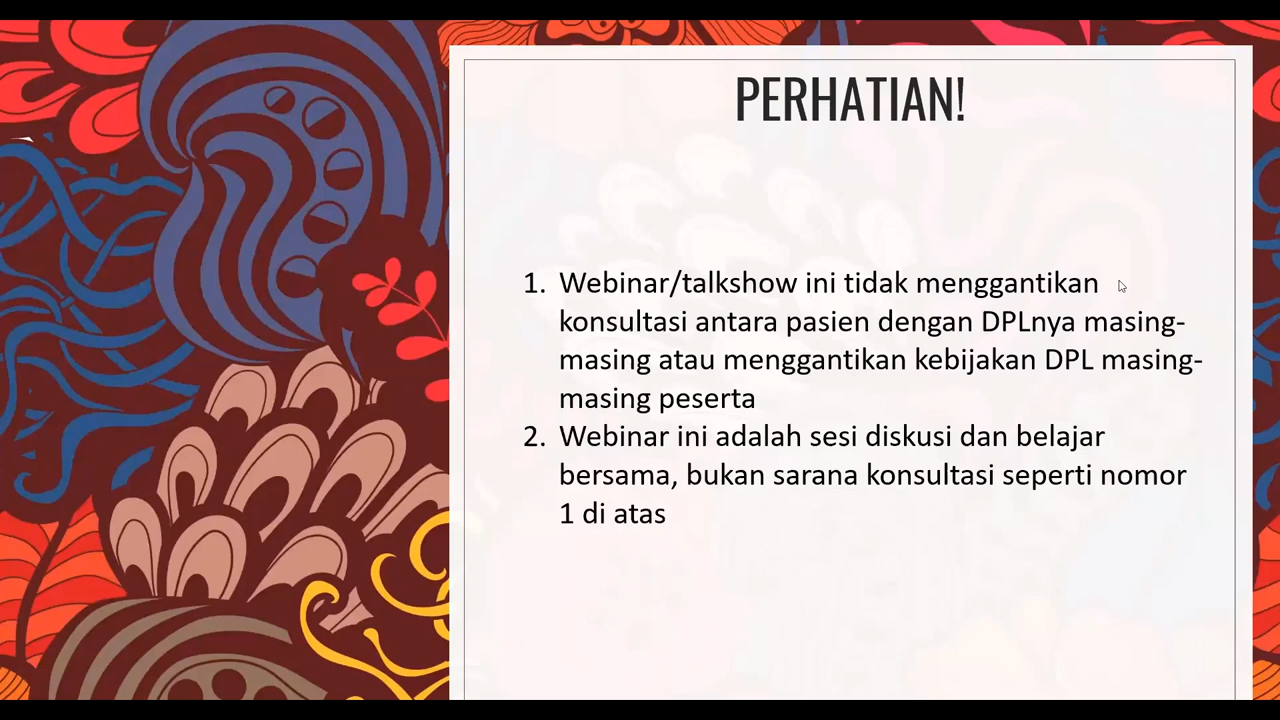 PERHATIAN!
1. Webinar/talkshow ini tidak menggantikan
konsultasi antara pasien dengan DPLnya masing-
masing atau menggantikan kebijakan DPL masing-
masing peserta
2. Webinar ini adalah sesi diskusi dan belajar
bersama, bukan sarana konsultasi seperti nomor
1 di atas